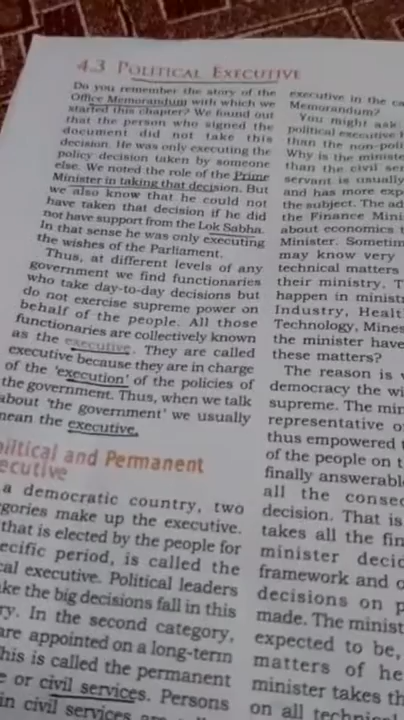 4.3 POLITICAL EXECUTIVE
Do you remember the story of the
Office Memorandum with which we
started this chapter? We found out
that the person who signed the
document did not take this
decision. He was only executing the
policy decision taken by someone
else. We noted the role of the Prime
Minister in taking that decision. But
we also know that he could not
have taken that decision if he did
not have support from the Lok Sabha.
In that sense he was only executing
the wishes of the Parliament.
Thus, at different levels of any
government we find functionaries
who take day-to-day decisions but
do not exercise supreme power on
behalf of the people. All those
functionaries are collectively known
as the executive. They are called
executive because they are in charge
of the 'execution' of the policies of
the government. Thus, when we talk
about 'the government' we usually
mean the executive.
Political and Permanent
Executive
a democratic country, two
gories make up the executive.
that is elected by the people for
ecific period, is called the
cal executive. Political leaders
ake the big decisions fall in this
ry. In the second category,
are appointed on a long-term
his is called the permanent
e or civil services. Persons
in civil services are
executive in the ca
Memorandum?
You might ask
political executive
than the non-poli
Why is the ministe
than the civil ser
servant is usually
and has more exp
the subject. The ad
the Finance Mini
about economics
Minister. Sometim
may know very
technical matters
their ministry. T
happen in minist
Industry, Healt
Technology, Mines
the minister have
these matters?
The reason is v
democracy the wi
supreme. The min
representative o
thus empowered
of the people on t
finally answerabl
all the conse
decision. That is
takes all the fin
minister decid
framework and o
decisions on p
made. The minist
expected to be,
matters of he
minister takes th
on all techni